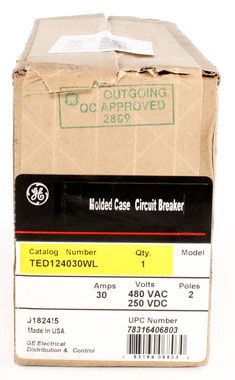 OUTGOING
QC APPROVED
2869
GE
Molded Case Circuit Breaker
Catalog Number Qty. Model
TED124030WL 1
Amps Volts Poles
30 480 VAC 2
250 VDC
J182415 UPC Number
Made in USA 78316406803
GE Electrical
Distribution & Control